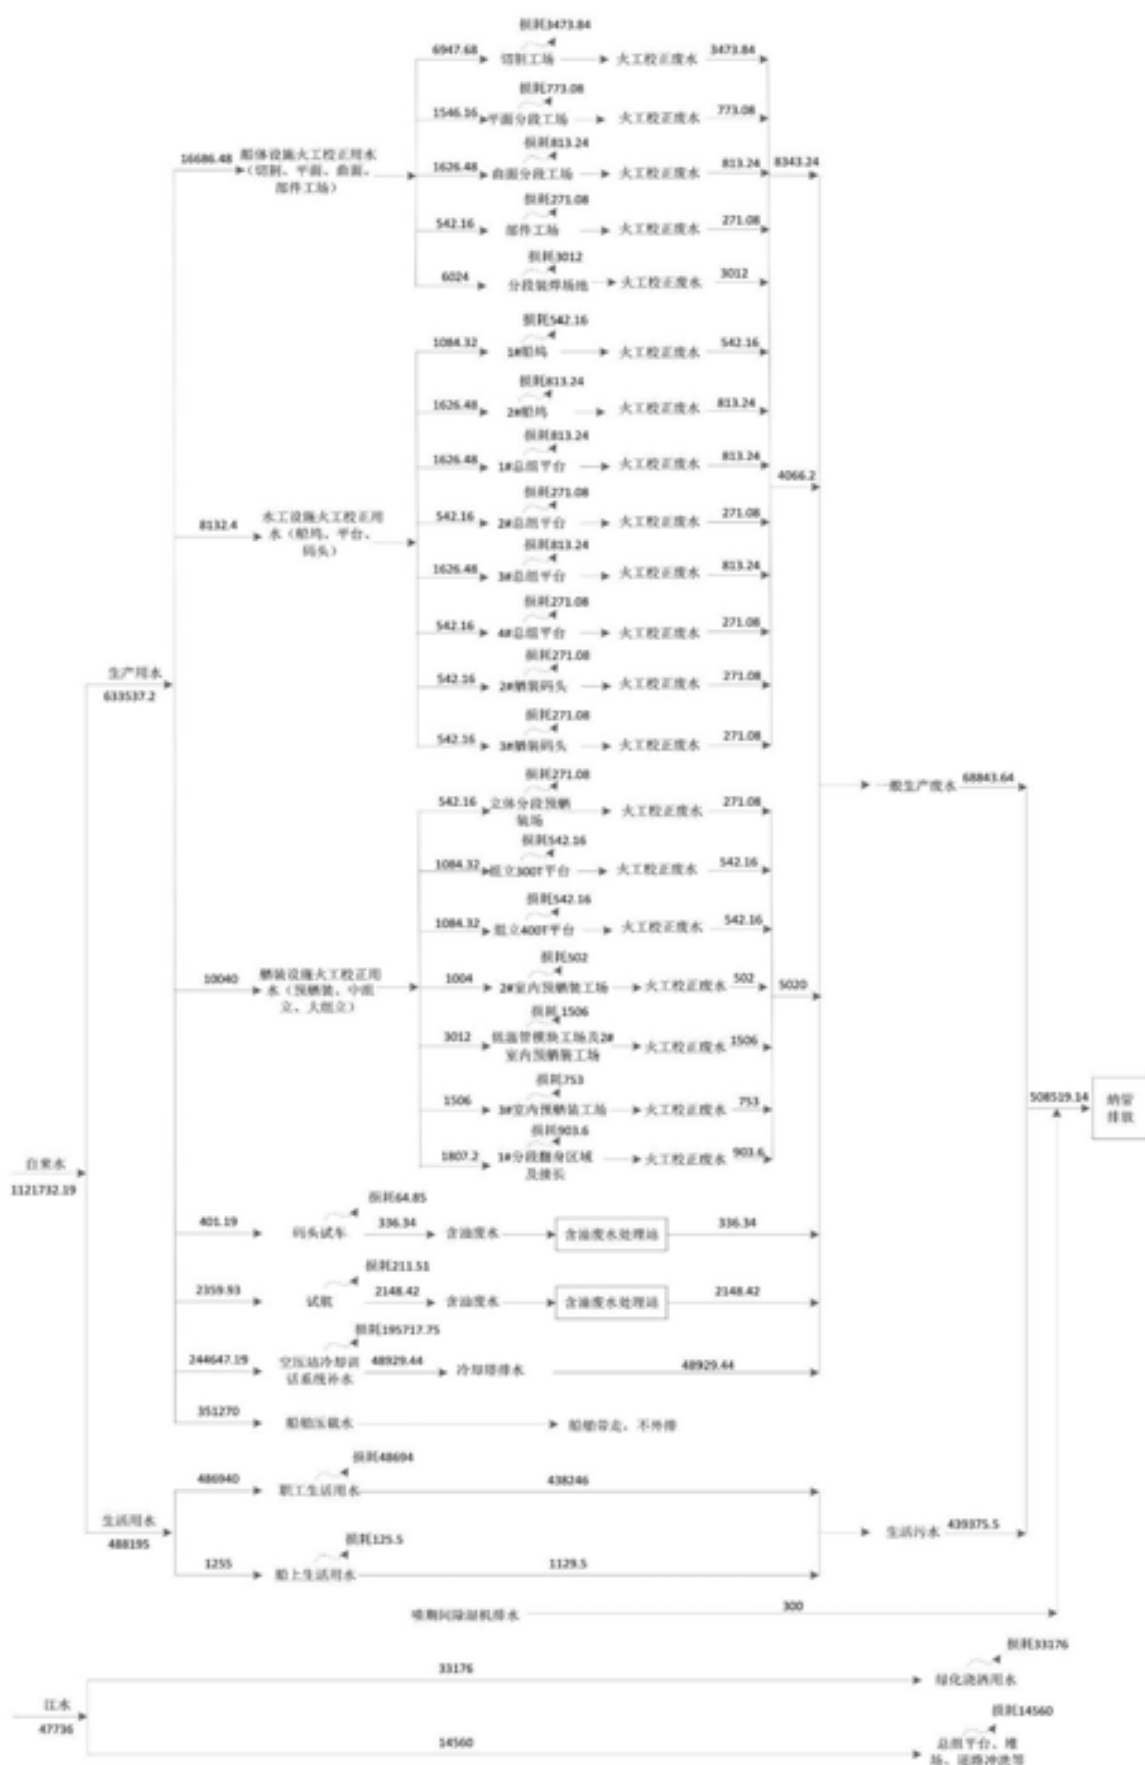 损耗3473.84
6947.68 切割工场 火工校正废水 3473.84
损耗773.08
1546.16 平面分段工场 火工校正废水 773.08
16686.48 船体设施火工校正用水
(切割、平面、曲面、
部件工场)
损耗813.24
1626.48 曲面分段工场 火工校正废水 813.24 8343.24
损耗271.08
542.16 部件工场 火工校正废水 271.08
损耗3012
6024 分段装焊场地 火工校正废水 3012
损耗542.16
1084.32 1#船坞 火工校正废水 542.16
损耗813.24
1626.48 2#船坞 火工校正废水 813.24
损耗813.24
1626.48 1#总组平台 火工校正废水 813.24
4066.2
损耗271.08
542.16 2#总组平台 火工校正废水 271.08
8132.4 水工设施火工校正用
水(船坞、平台、
码头)
损耗813.24
1626.48 3#总组平台 火工校正废水 813.24
损耗271.08
542.16 4#总组平台 火工校正废水 271.08
损耗271.08
542.16 2#舾装码头 火工校正废水 271.08
生产用水
633537.2
损耗271.08
542.16 3#舾装码头 火工校正废水 271.08
损耗271.08
542.16 立体分段预舾
装场 火工校正废水 271.08
一般生产废水 68843.64
损耗542.16
1084.32 组立300T平台 火工校正废水 542.16
损耗542.16
1084.32 组立400T平台 火工校正废水 542.16
10040 舾装设施火工校正用
水(预舾装、中组
立、大组立)
损耗502
1004 2#室内预舾装工场 火工校正废水 502
5020
损耗1506
3012 低温管模块工场及2#
室内预舾装工场 火工校正废水 1506
损耗753
1506 3#室内预舾装工场 火工校正废水 753
损耗903.6
1807.2 1#分段翻身区域
及接长 火工校正废水 903.6
508519.14 纳管
排放
自来水
1121732.19
损耗64.85
401.19 码头试车 336.34 含油废水 含油废水处理站 336.34
损耗211.51
2359.93 试航 2148.42 含油废水 含油废水处理站 2148.42
损耗195717.75
244647.19 空压站冷却循
系统补水 48929.44 冷却塔排水 48929.44
351270 船舶压载水 船舶带走,不外排
损耗48694
486940 职工生活用水 438246
生活用水
488195
生活污水 439375.5
损耗125.5
1255 船上生活用水 1129.5
除湿机排水 300
损耗33176
33176 绿化浇洒用水
江水
47736
损耗14560
14560 总组平台、堆
场、道路冲洗等